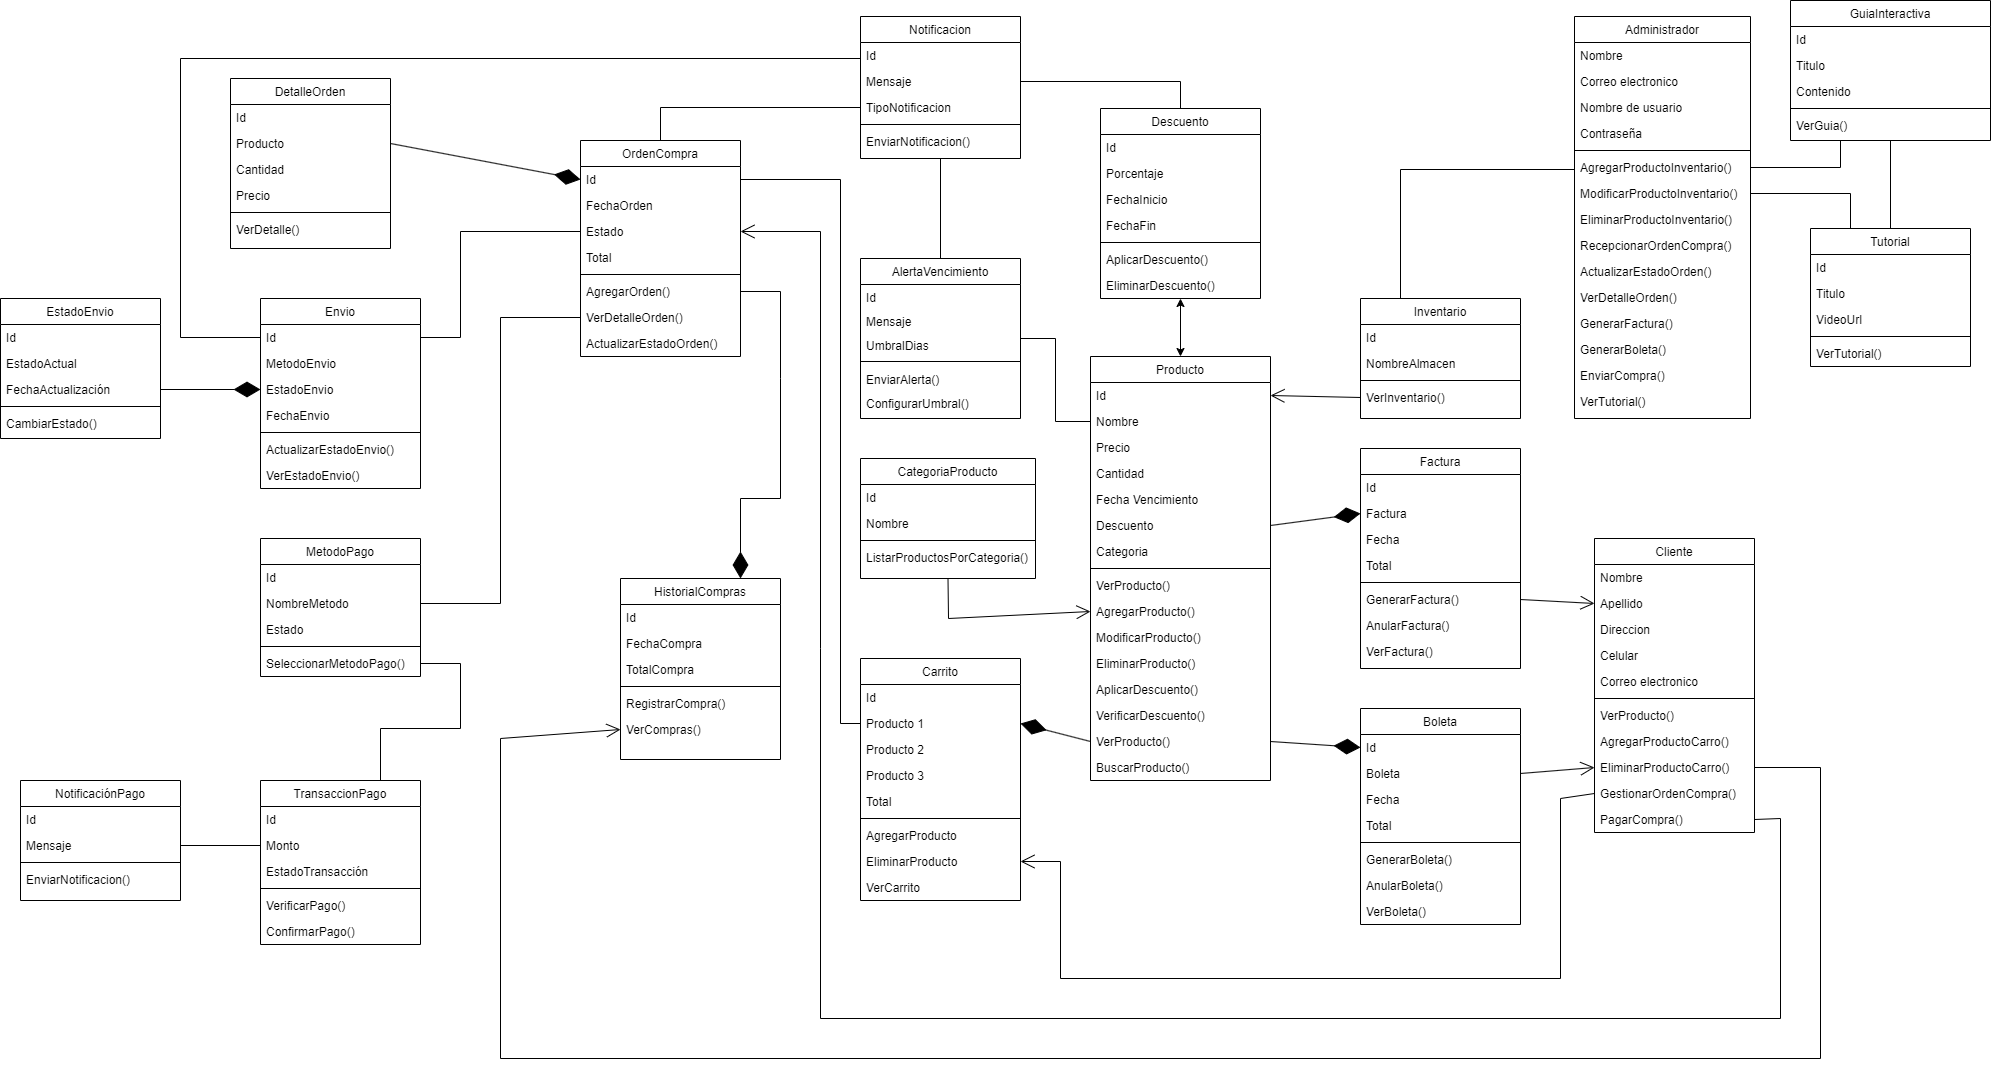 Notificacion
Id
Mensaje
TipoNotificacion
EnviarNotificacion()
Administrador
Nombre
Correo electronico
Nombre de usuario
Contraseña
AgregarProductoInventario()
ModificarProductoInventario()
EliminarProductoInventario()
RecepcionarOrdenCompra()
ActualizarEstadoOrden()
VerDetalleOrden()
GenerarFactura()
GenerarBoleta()
EnviarCompra()
VerTutorial()
GuiaInteractiva
Id
Titulo
Contenido
VerGuia()
DetalleOrden
Id
Producto
Cantidad
Precio
VerDetalle()
OrdenCompra
Id
FechaOrden
Estado
Total
AgregarOrden()
VerDetalleOrden()
ActualizarEstadoOrden()
Descuento
Id
Porcentaje
FechaInicio
FechaFin
AplicarDescuento()
EliminarDescuento()
Tutorial
Id
Titulo
VideoUrl
VerTutorial()
EstadoEnvio
Id
EstadoActual
FechaActualización
CambiarEstado()
Envio
Id
MetodoEnvio
EstadoEnvio
FechaEnvio
ActualizarEstadoEnvio()
VerEstadoEnvio()
AlertaVencimiento
Id
Mensaje
UmbralDias
EnviarAlerta()
ConfigurarUmbral()
Inventario
Id
NombreAlmacen
VerInventario()
Producto
Id
Nombre
Precio
Cantidad
Fecha Vencimiento
Descuento
Categoria
VerProducto()
AgregarProducto()
ModificarProducto()
EliminarProducto()
AplicarDescuento()
VerificarDescuento()
VerProducto()
BuscarProducto()
CategoriaProducto
Id
Nombre
ListarProductosPorCategoria()
Factura
Id
Factura
Fecha
Total
GenerarFactura()
AnularFactura()
VerFactura()
MetodoPago
Id
NombreMetodo
Estado
SeleccionarMetodoPago()
HistorialCompras
Id
FechaCompra
TotalCompra
RegistrarCompra()
VerCompras()
Cliente
Nombre
Apellido
Direccion
Celular
Correo electronico
VerProducto()
AgregarProductoCarro()
EliminarProductoCarro()
GestionarOrdenCompra()
PagarCompra()
Carrito
Id
Producto 1
Producto 2
Producto 3
Total
AgregarProducto
EliminarProducto
VerCarrito
Boleta
Id
Boleta
Fecha
Total
GenerarBoleta()
AnularBoleta()
VerBoleta()
NotificaciónPago
Id
Mensaje
EnviarNotificacion()
TransaccionPago
Id
Monto
EstadoTransacción
VerificarPago()
ConfirmarPago()